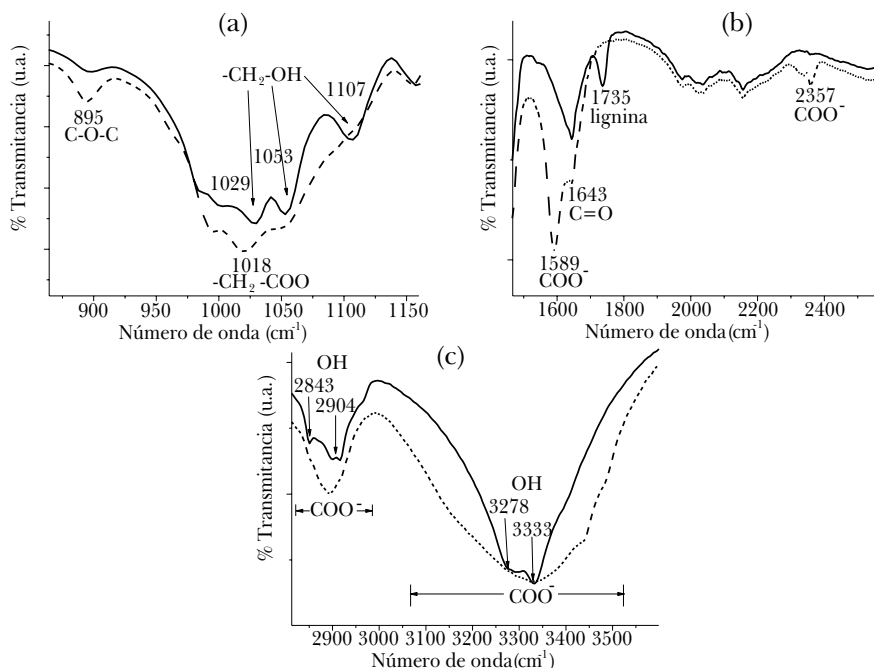 (a)
% Transmitancia (u.a.)
-CH2-OH
1107
895
C-O-C
1053
1029
1018
-CH2 -COO
900 950 1000 1050 1100 1150
Número de onda (cm-1)
(b)
% Transmitancia (u.a.)
1735
lignina
2357
COO-
1643
C=O
1589
COO-
1600 1800 2000 2200 2400
Número de onda(cm-1)
(c)
% Transmitancia (u.a.)
OH
2843
2904
COO-
OH
3278
3333
COO-
2900 3000 3100 3200 3300 3400 3500
Número de onda(cm-1)